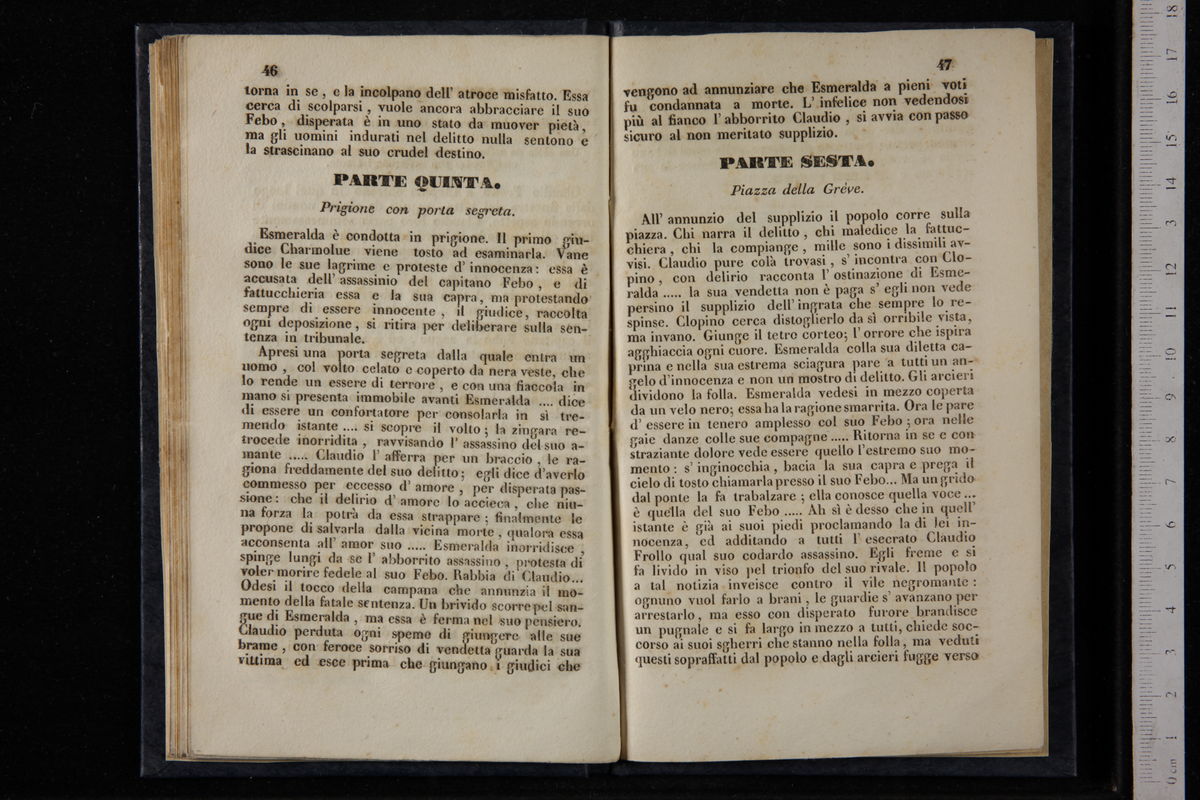 46
torna in se , e la incolpano dell' atroce misfatto. Essa
cerca di scolparsi , vuole ancora abbracciare il suo
Febo , disperata è in uno stato da muover pietà,
ma gli uomini indurati nel delitto nulla sentono e
la strascinano al suo crudel destino.
PARTE QUINTA.
Prigione con porta segreta.
Esmeralda è condotta in prigione. Il primo giu-
dice Charmolue viene tosto ad esaminarla. Vane
sono le sue lagrime e proteste d' innocenza: essa è
accusata dell' assassinio del capitano Febo , e di
fattucchieria essa e la sua capra, ma protestando
sempre di essere innocente , il giudice, raccolta
ogni deposizione , si ritira per deliberare sulla sen-
tenza in tribunale.
Apresi una porta segreta dalla quale entra un
uomo , col volto celato e coperto da nera veste, che
lo rende un essere di terrore , e con una fiaccola in
mano si presenta immobile avanti Esmeralda .... dice
di essere un confortatore per consolarla in sì tre-
mendo istante .... si scopre il volto ; la zingara re-
trocede inorridita , ravvisando l' assassino del suo a-
mante ..... Claudio l' afferra per un braccio , le ra-
giona freddamente del suo delitto; egli dice d'averlo
commesso per eccesso d' amore , per disperata pas-
sione: che il delirio d' amore lo accieca , che niu-
na forza la potrà da essa strappare ; finalmente le
propone di salvarla dalla vicina morte , qualora essa
acconsenta all' amor suo ..... Esmeralda inorridisce ,
spinge lungi da se l' abborrito assassino , protesta di
voler morire fedele al suo Febo. Rabbia di Claudio...
Odesi il tocco della campana che annunzia il mo-
mento della fatale sentenza. Un brivido scorre pel san-
gue di Esmeralda , ma essa è ferma nel suo pensiero.
Claudio perduta ogni speme di giungere alle sue
brame , con feroce sorriso di vendetta guarda la sua
vittima ed esce prima che giungano i giudici che
47
vengono ad annunziare che Esmeralda a pieni voti
fu condannata a morte. L' infelice non vedendosi
più al fianco l' abborrito Claudio , si avvia con passo
sicuro al non meritato supplizio.
PARTE SESTA.
Piazza della Gréve.
All' annunzio del supplizio il popolo corre sulla
piazza. Chi narra il delitto , chi maledice la fattuc-
chiera , chi la compiange , mille sono i dissimili av-
visi. Claudio pure colà trovasi , s' incontra con Clo-
pino , con delirio racconta l' ostinazione di Esme-
ralda ..... la sua vendetta non è paga s' egli non vede
persino il supplizio dell' ingrata che sempre lo re-
spinse. Clopino cerca distoglierlo da sì orribile vista,
ma invano. Giunge il tetro corteo; l' orrore che ispira
agghiaccia ogni cuore. Esmeralda colla sua diletta ca-
prina e nella sua estrema sciagura pare a tutti un an-
gelo d'innocenza e non un mostro di delitto. Gli arcieri
dividono la folla. Esmeralda vedesi in mezzo coperta
da un velo nero; essa ha la ragione smarrita. Ora le pare
d' essere in tenero amplesso col suo Febo ; ora nelle
gaie danze colle sue compagne ..... Ritorna in se e con
straziante dolore vede essere quello l'estremo suo mo-
mento : s' inginocchia , bacia la sua capra e prega il
cielo di tosto chiamarla presso il suo Febo... Ma un grido
dal ponte la fa trabalzare ; ella conosce quella voce ...
è quella del suo Febo ..... Ah sì è desso che in quell'
istante è già ai suoi piedi proclamando la di lei in-
nocenza, ed additando a tutti l' esecrato Claudio
Frollo qual suo codardo assassino. Egli freme e si
fa livido in viso pel trionfo del suo rivale. Il popolo
a tal notizia inveisce contro il vile negromante :
ognuno vuol farlo a brani , le guardie s' avanzano per
arrestarlo , ma esso con disperato furore brandisce
un pugnale e si fa largo in mezzo a tutti, chiede soc-
corso ai suoi sgherri che stanno nella folla , ma veduti
questi sopraffatti dal popolo e dagli arcieri fugge verso
18
17
16
15
14
13
12
11
10
9
8
7
6
5
4
3
2
1
0 cm